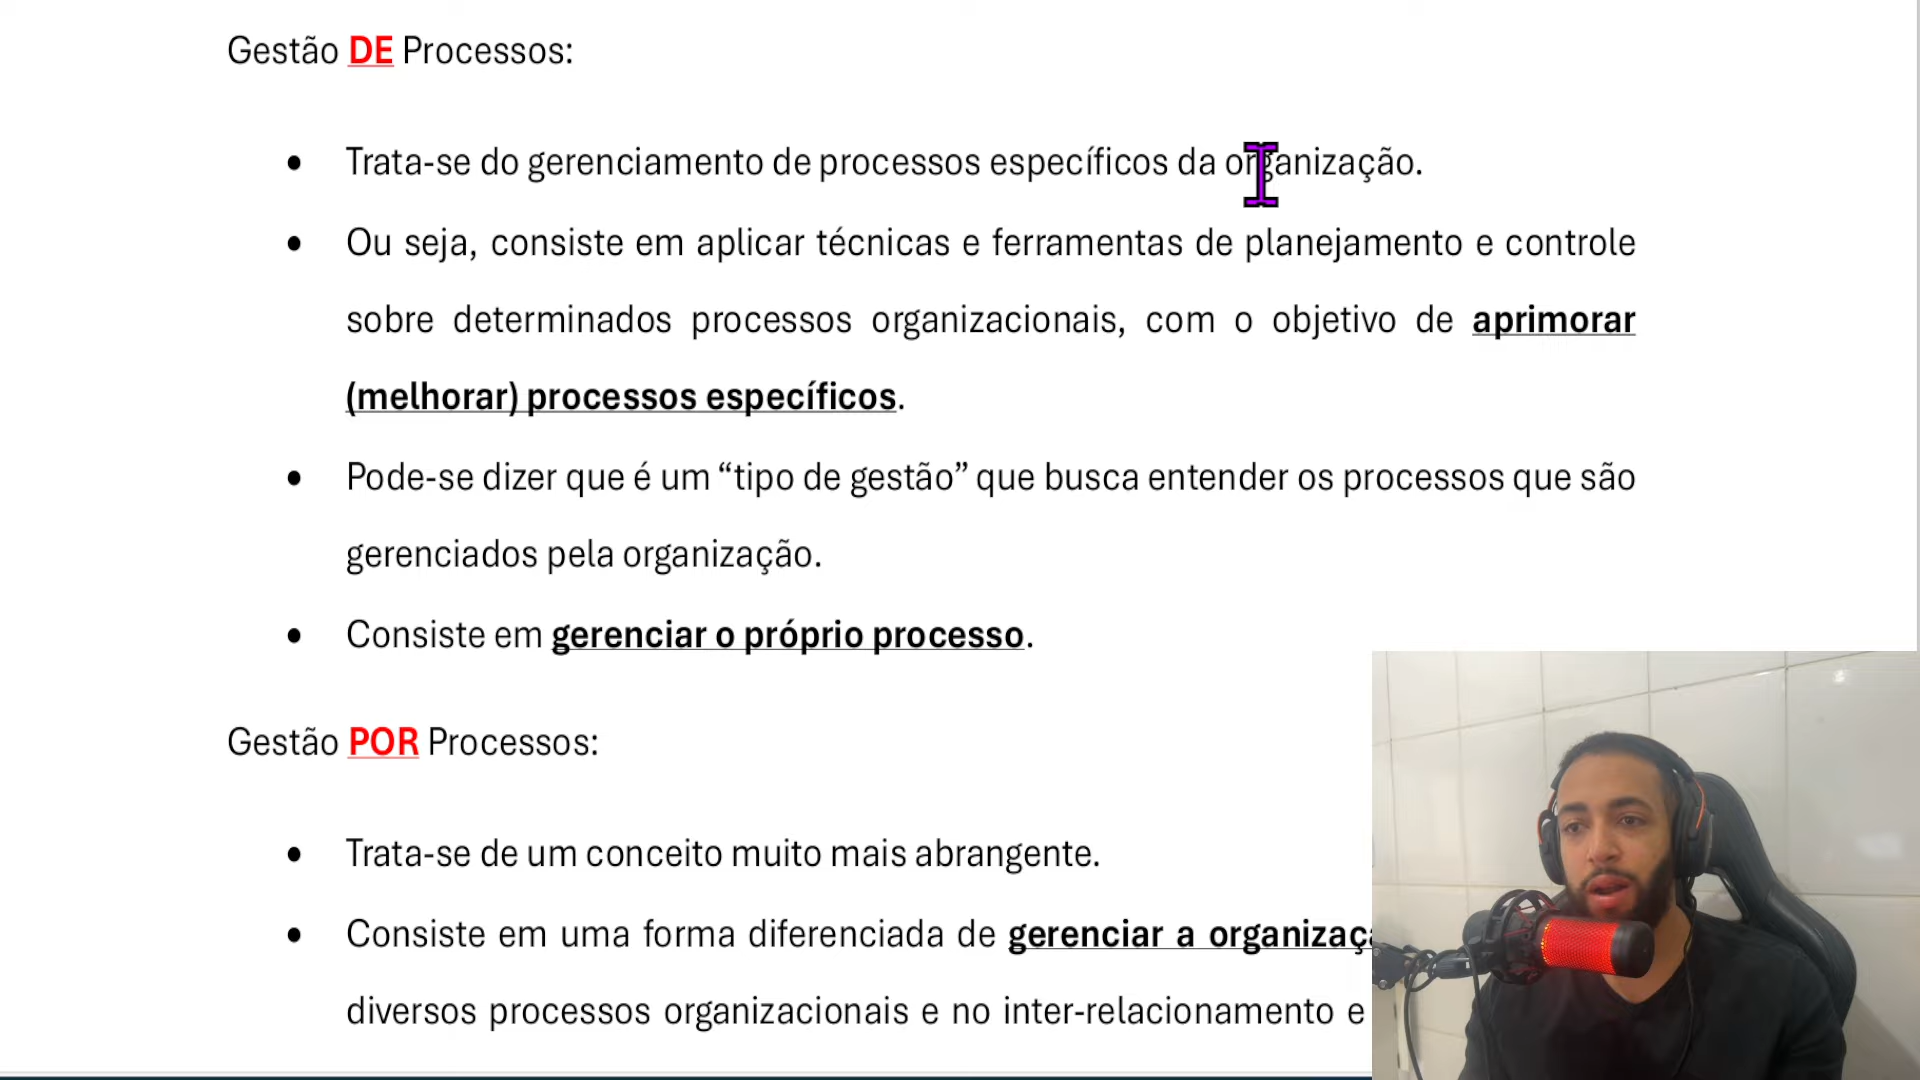 Gestão DE Processos:
• Trata-se do gerenciamento de processos específicos da organização.
• Ou seja, consiste em aplicar técnicas e ferramentas de planejamento e controle
sobre determinados processos organizacionais, com o objetivo de aprimorar
(melhorar) processos específicos.
• Pode-se dizer que é um “tipo de gestão” que busca entender os processos que são
gerenciados pela organização.
• Consiste em gerenciar o próprio processo.
Gestão POR Processos:
• Trata-se de um conceito muito mais abrangente.
• Consiste em uma forma diferenciada de gerenciar a
diversos processos organizacionais e no inter-relacionamento e